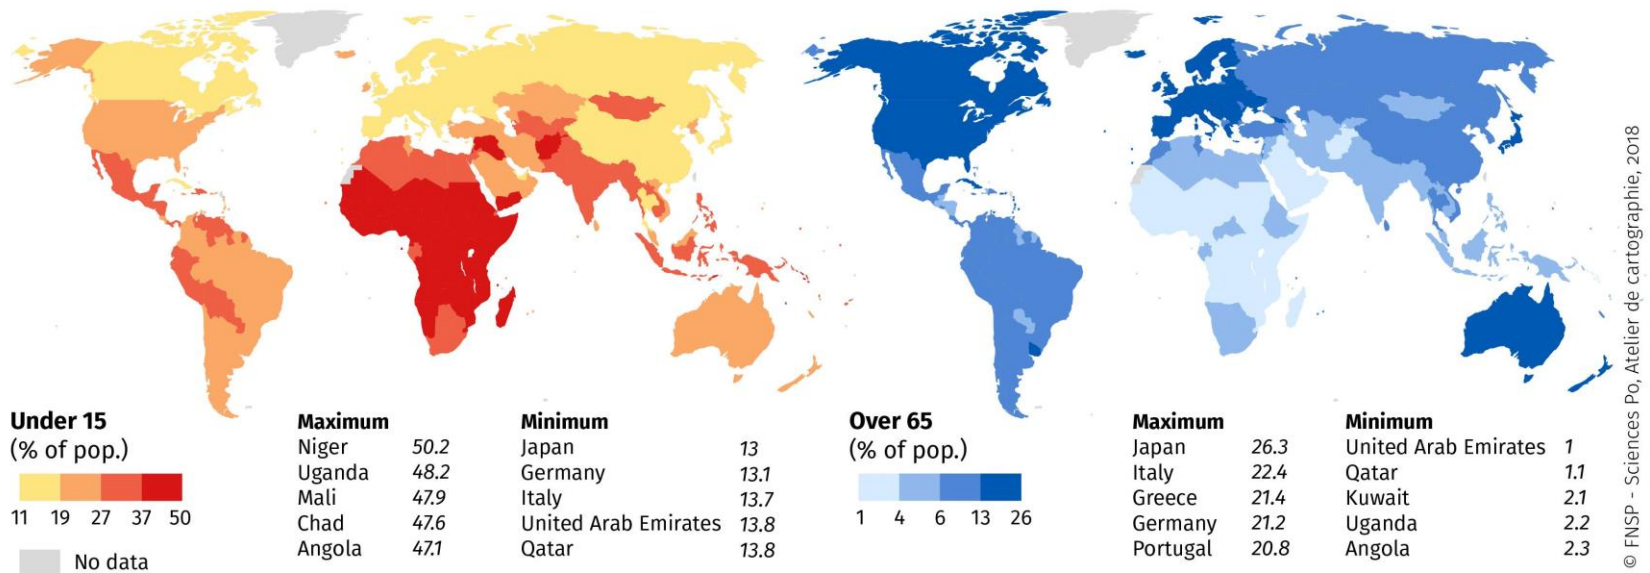 Under 15
(% of pop.)
11 19 27 37 50
No data
Maximum
Niger 50.2
Uganda 48.2
Mali 47.9
Chad 47.6
Angola 47.1
Minimum
Japan 13
Germany 13.1
Italy 13.7
United Arab Emirates 13.8
Qatar 13.8
Over 65
(% of pop.)
1 4 6 13 26
Maximum
Japan 26.3
Italy 22.4
Greece 21.4
Germany 21.2
Portugal 20.8
Minimum
United Arab Emirates 1
Qatar 1.1
Kuwait 2.1
Uganda 2.2
Angola 2.3
© FNSP - Sciences Po, Atelier de cartographie, 2018